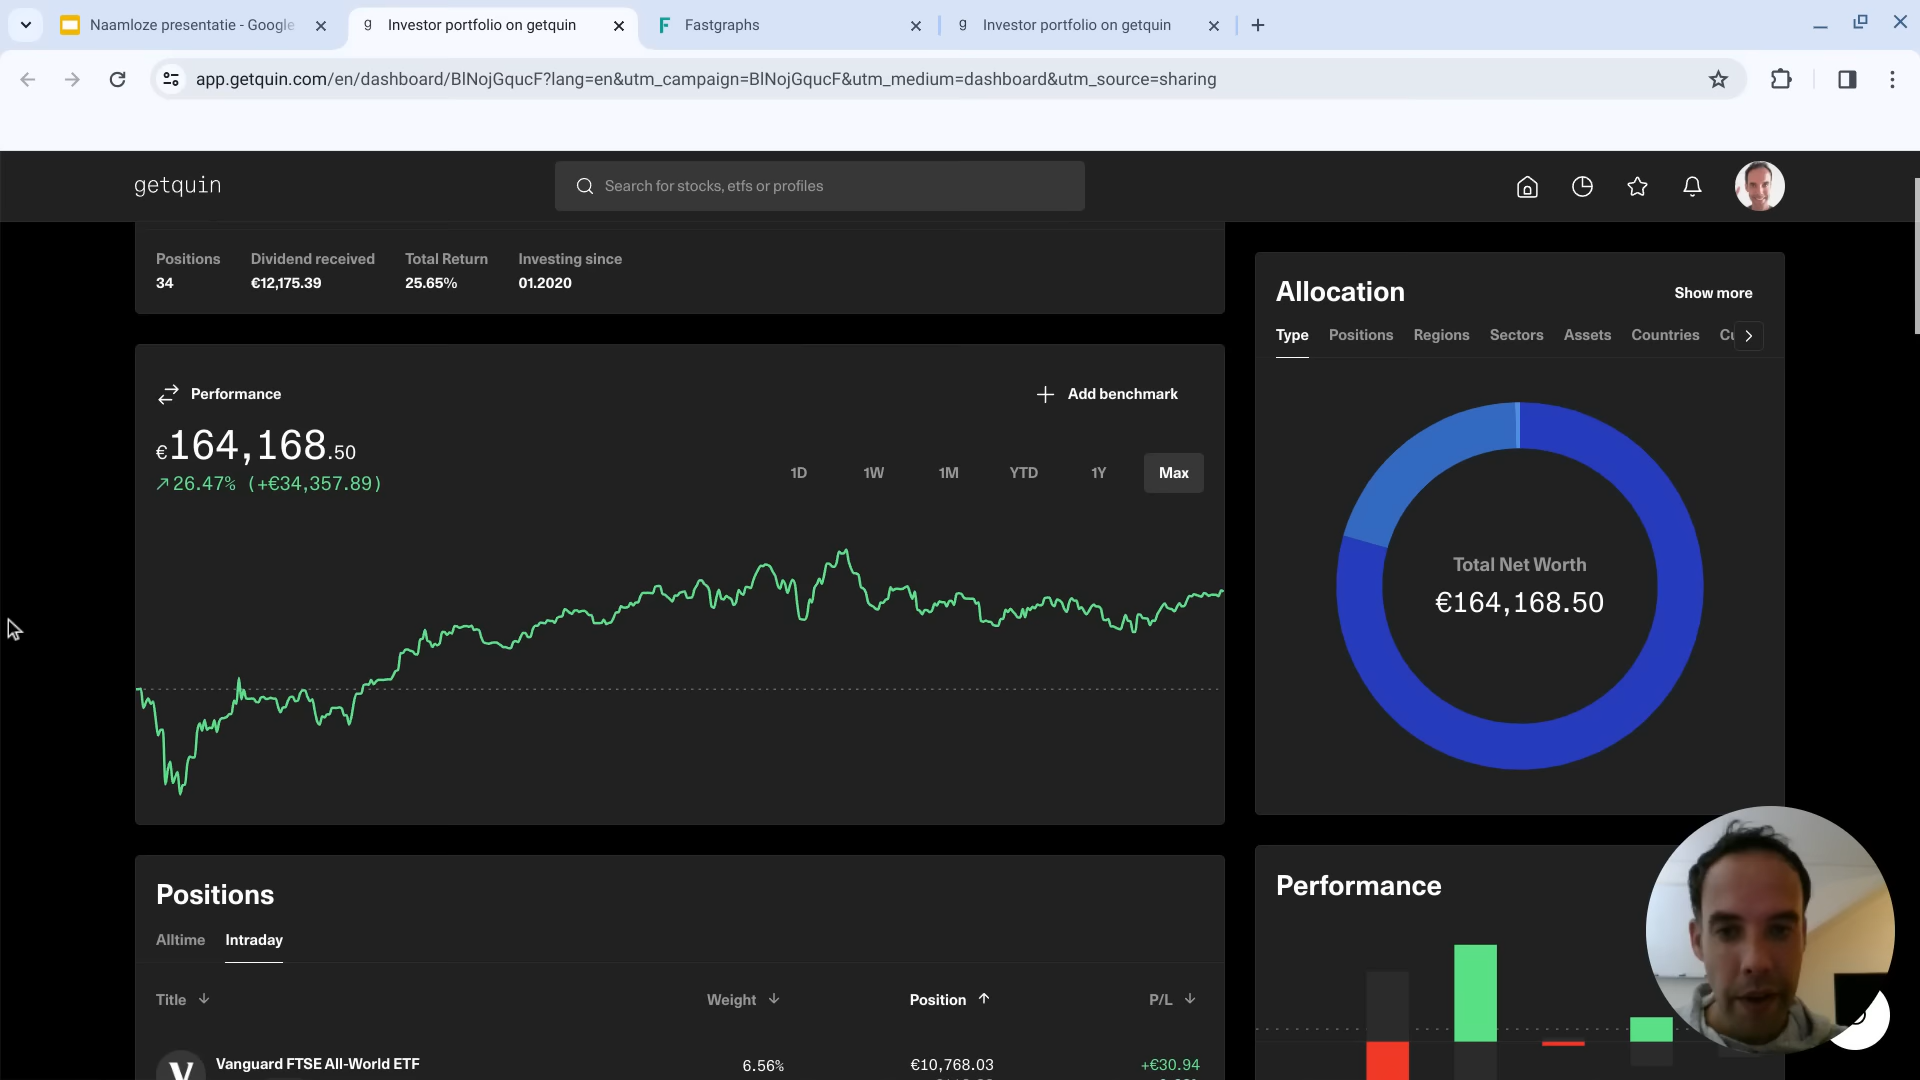 Naamloze presentatie - Google
Investor portfolio on getquin
Fastgraphs
Investor portfolio on getquin
app.getquin.com/en/dashboard/BlNojGqucF?lang=en&utm_campaign=BlNojGqucF&utm_medium=dashboard&utm_source=sharing
getquin
Search for stocks, etfs or profiles
Positions Dividend received Total Return Investing since
34 €12,175.39 25.65% 01.2020
Performance
Add benchmark
€164,168.50
26.47% (+€34,357.89)
1D 1W 1M YTD 1Y Max
Positions
Alltime Intraday
Title Weight Position P/L
Vanguard FTSE All-World ETF 6.56% €10,768.03 +€30.94
Allocation Show more
Type Positions Regions Sectors Assets Countries
Total Net Worth
€164,168.50
Performance